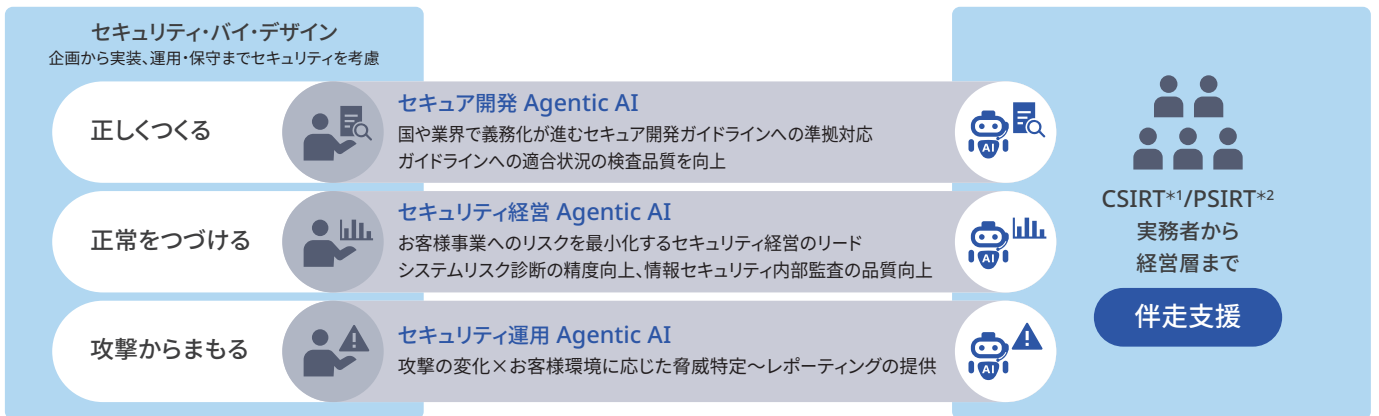 セキュリティ・バイ・デザイン
企画から実装、運用・保守までセキュリティを考慮
正しくつくる
セキュア開発 Agentic AI
国や業界で義務化が進むセキュア開発ガイドラインへの準拠対応
ガイドラインへの適合状況の検査品質を向上
AI
正常をつづける
セキュリティ経営 Agentic AI
お客様事業へのリスクを最小化するセキュリティ経営のリード
システムリスク診断の精度向上、情報セキュリティ内部監査の品質向上
AI
攻撃からまもる
セキュリティ運用 Agentic AI
攻撃の変化×お客様環境に応じた脅威特定～レポーティングの提供
AI
CSIRT*1/PSIRT*2
実務者から
経営層まで
伴走支援